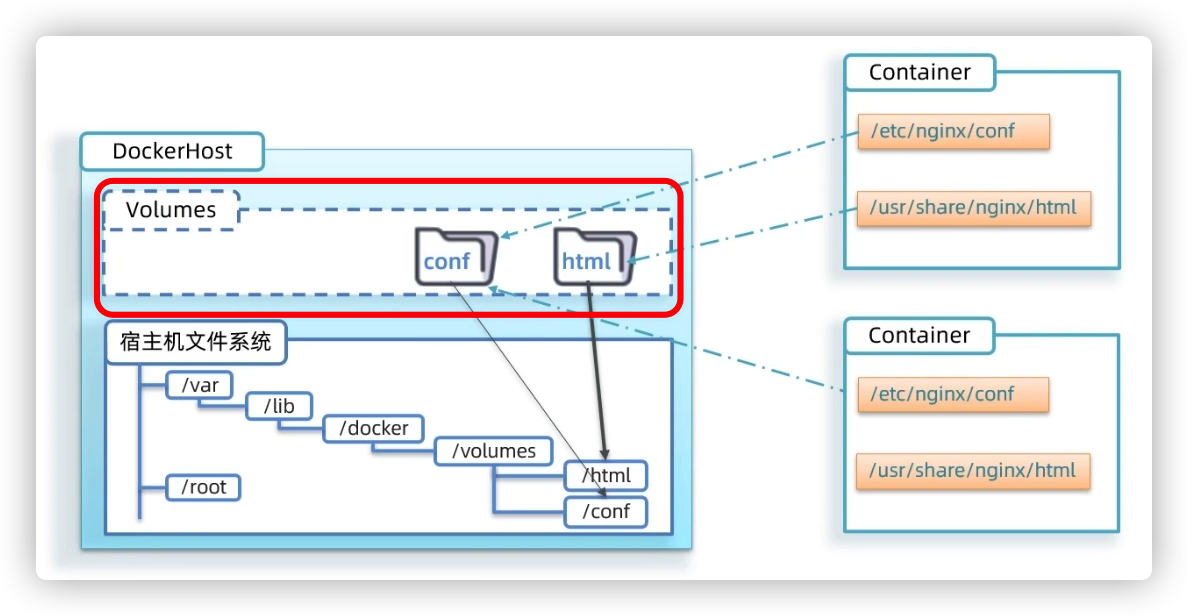 DockerHost
Volumes
conf
html
宿主机文件系统
/var
/lib
/docker
/volumes
/html
/conf
/root
Container
/etc/nginx/conf
/usr/share/nginx/html
Container
/etc/nginx/conf
/usr/share/nginx/html